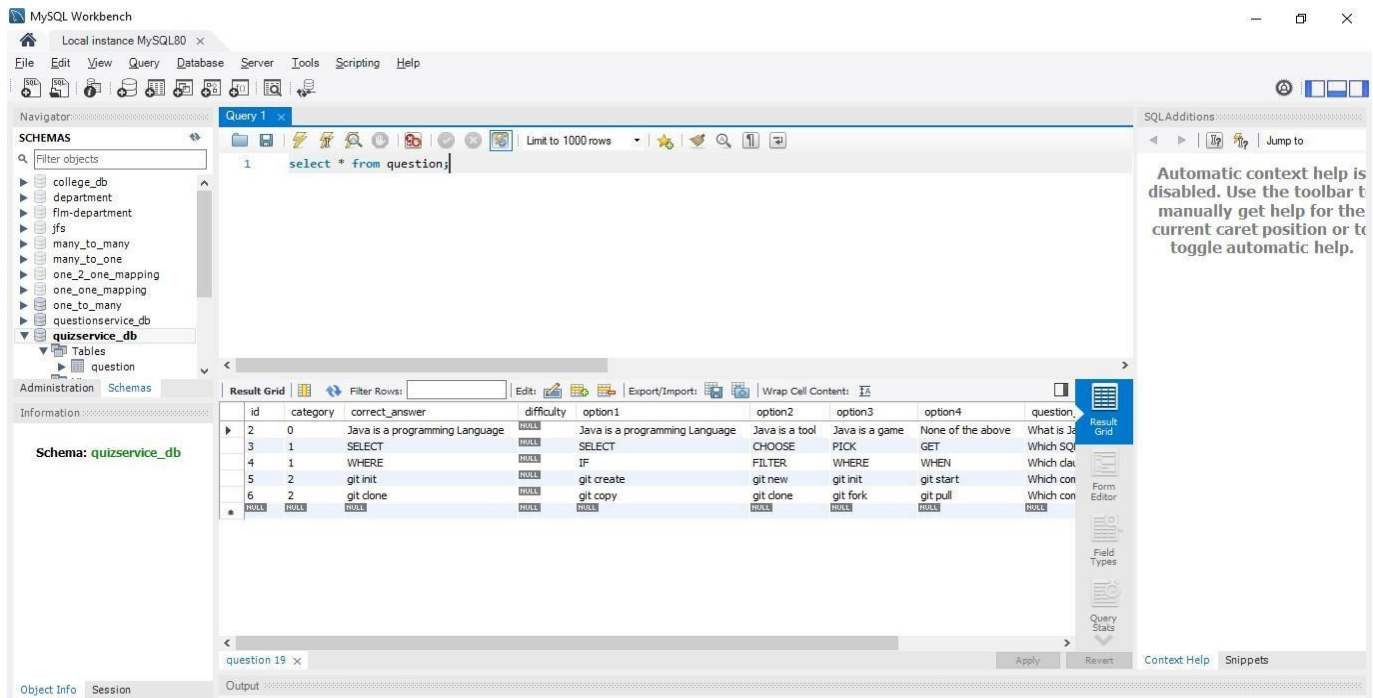 MySQL Workbench
Local instance MySQL80 ×
File Edit View Query Database Server Tools Scripting Help
Navigator
SCHEMAS
Filter objects
college_db
department
flm-department
jfs
many_to_many
many_to_one
one_2_one_mapping
one_one_mapping
one_to_many
questionservice_db
quizservice_db
Tables
question
Administration Schemas
Information
Schema: quizservice_db
Object Info Session
Query 1 ×
Limit to 1000 rows
1 select * from question;
Result Grid Filter Rows: Edit: Export/Import: Wrap Cell Content:
id category correct_answer difficulty option1 option2 option3 option4 question_
2 0 Java is a programming Language NULL Java is a programming Language Java is a tool Java is a game None of the above What is Ja
3 1 SELECT NULL SELECT CHOOSE PICK GET Which SQl
4 1 WHERE NULL IF FILTER WHERE WHEN Which clau
5 2 git init NULL git create git new git init git start Which com
6 2 git clone NULL git copy git clone git fork git pull Which com
NULL NULL NULL NULL NULL NULL NULL NULL NULL
Result
Grid
Form
Editor
Field
Types
Query
Stats
question 19 ×
Apply Revert
Output
SQLAdditions
Jump to
Automatic context help is
disabled. Use the toolbar t
manually get help for the
current caret position or to
toggle automatic help.
Context Help Snippets